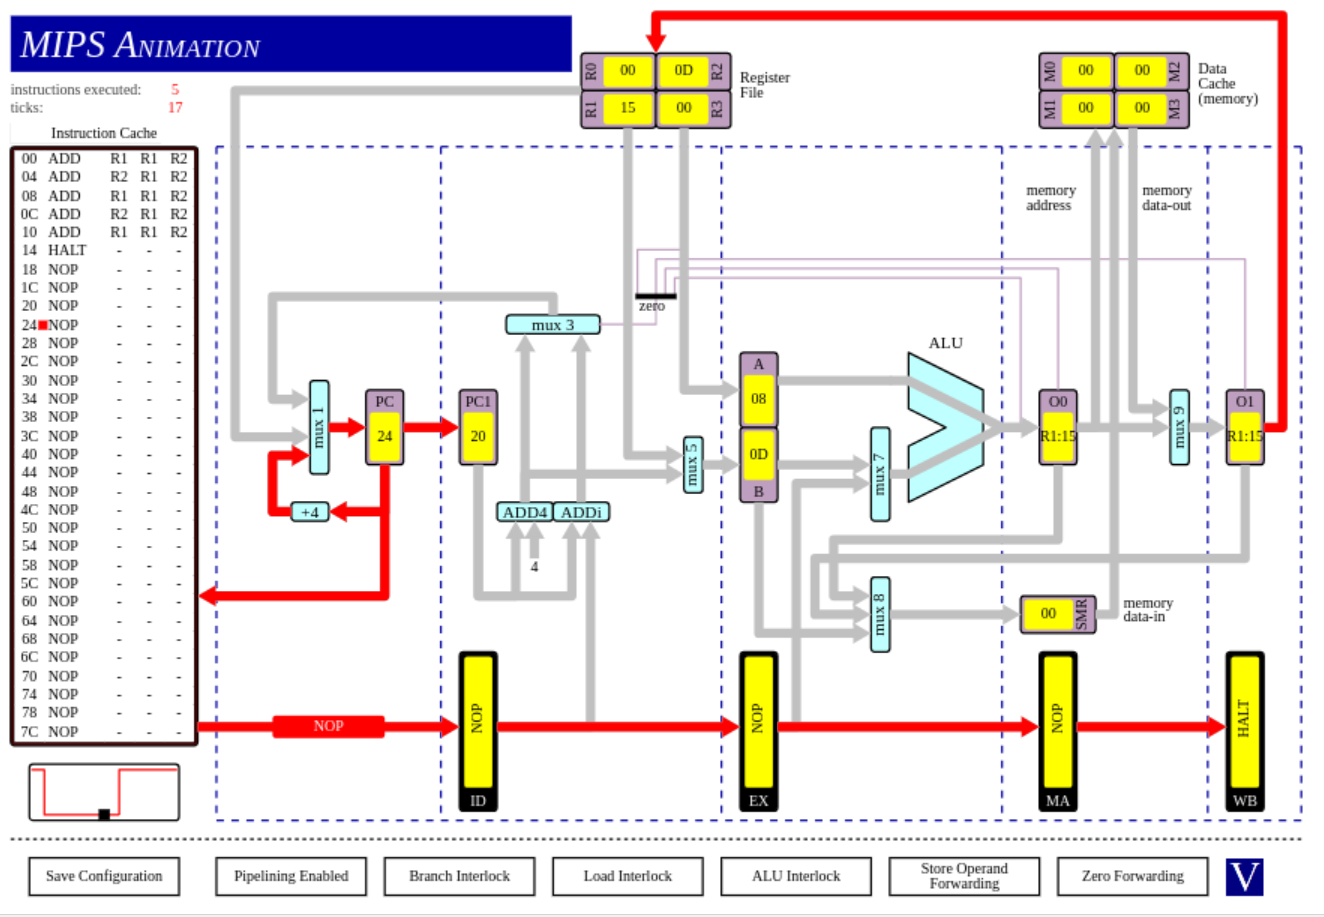 MIPS ANIMATION
instructions executed: 5
ticks: 17
Instruction Cache
00 ADD R1 R1 R2
04 ADD R2 R1 R2
08 ADD R1 R1 R2
0C ADD R2 R1 R2
10 ADD R1 R1 R2
14 HALT - - -
18 NOP - - -
1C NOP - - -
20 NOP - - -
24 NOP - - -
28 NOP - - -
2C NOP - - -
30 NOP - - -
34 NOP - - -
38 NOP - - -
3C NOP - - -
40 NOP - - -
44 NOP - - -
48 NOP - - -
4C NOP - - -
50 NOP - - -
54 NOP - - -
58 NOP - - -
5C NOP - - -
60 NOP - - -
64 NOP - - -
68 NOP - - -
6C NOP - - -
70 NOP - - -
74 NOP - - -
78 NOP - - -
7C NOP - - -
R0 00 0D R2
R1 15 00 R3
Register
File
M0 00 00 M2
M1 00 00 M3
Data
Cache
(memory)
memory
address
memory
data-out
zero
mux 3
mux 1
PC
24
PC1
20
+4
ADD4
ADDi
4
mux 5
A
08
0D
B
mux 7
ALU
O0
R1:15
mux 9
O1
R1:15
mux 8
00 SMR
memory
data-in
NOP
NOP
ID
NOP
EX
NOP
MA
HALT
WB
Save Configuration
Pipelining Enabled
Branch Interlock
Load Interlock
ALU Interlock
Store Operand
Forwarding
Zero Forwarding
V